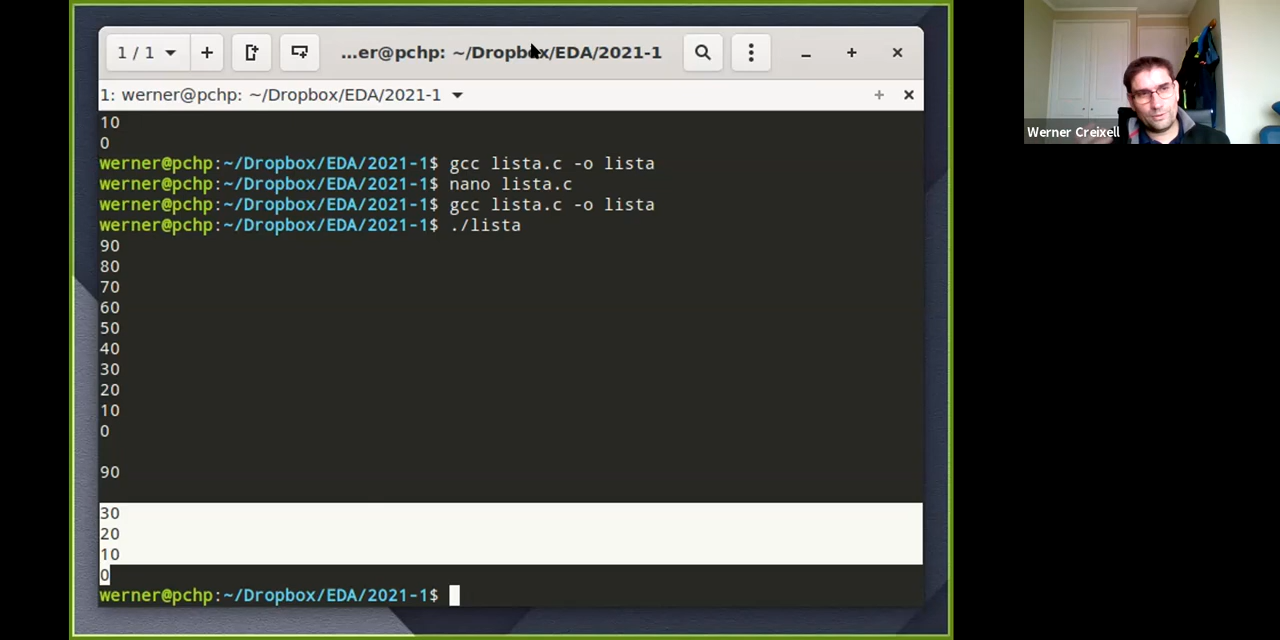 1 / 1
...er@pchp: ~/Dropbox/EDA/2021-1
1: werner@pchp: ~/Dropbox/EDA/2021-1
10
0
werner@pchp:~/Dropbox/EDA/2021-1$ gcc lista.c -o lista
werner@pchp:~/Dropbox/EDA/2021-1$ nano lista.c
werner@pchp:~/Dropbox/EDA/2021-1$ gcc lista.c -o lista
werner@pchp:~/Dropbox/EDA/2021-1$ ./lista
90
80
70
60
50
40
30
20
10
0
90
30
20
10
0
werner@pchp:~/Dropbox/EDA/2021-1$
Werner Creixell